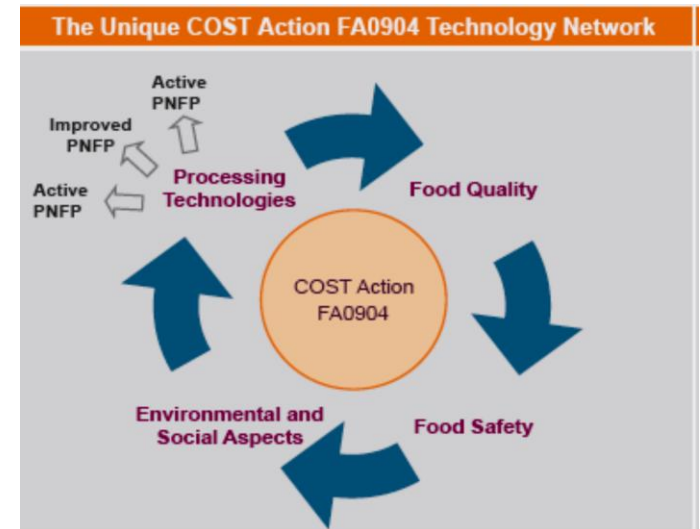 The Unique COST Action FA0904 Technology Network
Active
PNFP
Improved
PNFP
Active
PNFP
Processing
Technologies
Food Quality
COST Action
FA0904
Environmental and
Social Aspects
Food Safety